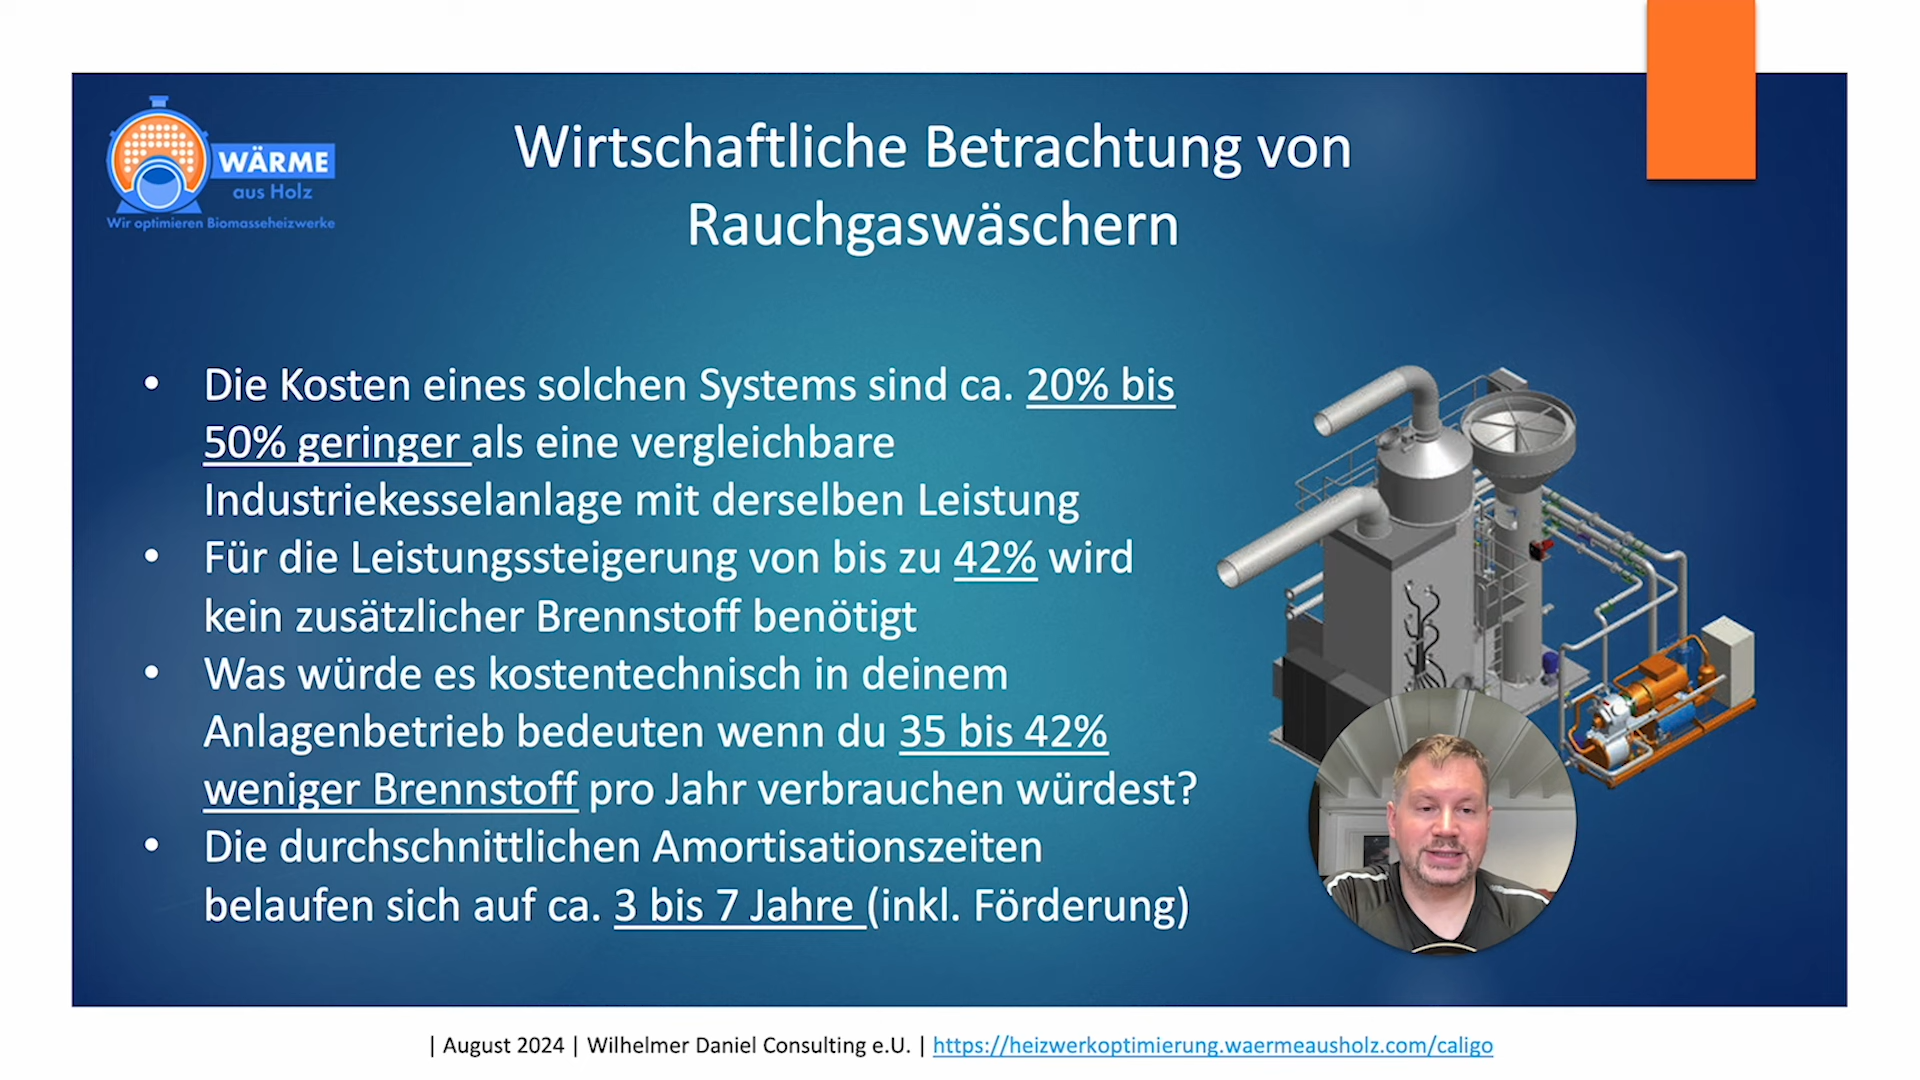 WÄRME
aus Holz
Wir optimieren Biomasseheizwerke
Wirtschaftliche Betrachtung von
Rauchgaswäschern
• Die Kosten eines solchen Systems sind ca. 20% bis
50% geringer als eine vergleichbare
Industriekesselanlage mit derselben Leistung
• Für die Leistungssteigerung von bis zu 42% wird
kein zusätzlicher Brennstoff benötigt
• Was würde es kostentechnisch in deinem
Anlagenbetrieb bedeuten wenn du 35 bis 42%
weniger Brennstoff pro Jahr verbrauchen würdest?
• Die durchschnittlichen Amortisationszeiten
belaufen sich auf ca. 3 bis 7 Jahre (inkl. Förderung)
| August 2024 | Wilhelmer Daniel Consulting e.U. | https://heizwerkoptimierung.waermeausholz.com/caligo